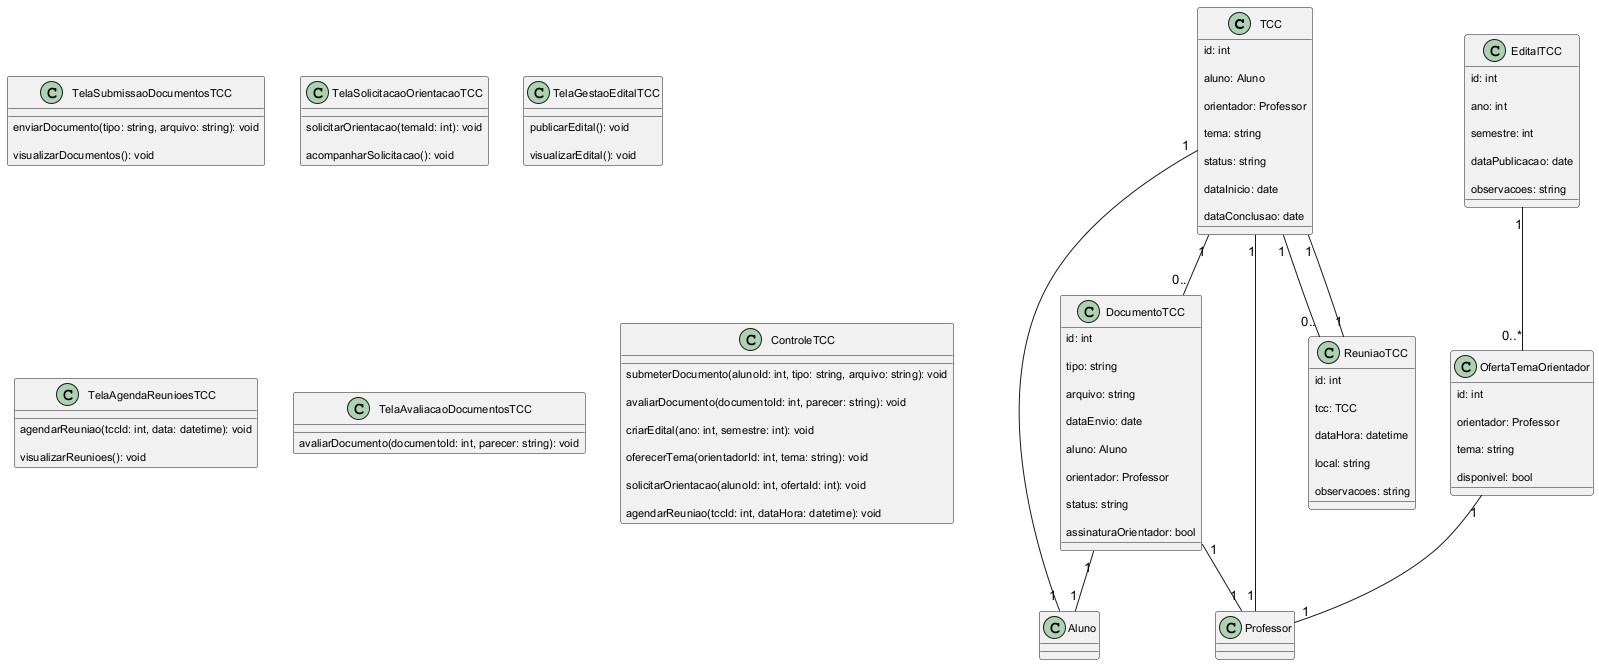 C TCC
id: int
aluno: Aluno
orientador: Professor
tema: string
status: string
dataInicio: date
dataConclusao: date
C EditalTCC
id: int
ano: int
semestre: int
dataPublicacao: date
observacoes: string
C TelaSubmissaoDocumentosTCC
enviarDocumento(tipo: string, arquivo: string): void
visualizarDocumentos(): void
C TelaSolicitacaoOrientacaoTCC
solicitarOrientacao(temaId: int): void
acompanharSolicitacao(): void
C TelaGestaoEditalTCC
publicarEdital(): void
visualizarEdital(): void
1
1
1
1
1
1
0..
0..
1
0..*
C TelaAgendaReunioesTCC
agendarReuniao(tccId: int, data: datetime): void
visualizarReunioes(): void
C TelaAvaliacaoDocumentosTCC
avaliarDocumento(documentoId: int, parecer: string): void
C ControleTCC
submeterDocumento(alunoId: int, tipo: string, arquivo: string): void
avaliarDocumento(documentoId: int, parecer: string): void
criarEdital(ano: int, semestre: int): void
oferecerTema(orientadorId: int, tema: string): void
solicitarOrientacao(alunoId: int, ofertaId: int): void
agendarReuniao(tccId: int, dataHora: datetime): void
C DocumentoTCC
id: int
tipo: string
arquivo: string
dataEnvio: date
aluno: Aluno
orientador: Professor
status: string
assinaturaOrientador: bool
C ReuniaoTCC
id: int
tcc: TCC
dataHora: datetime
local: string
observacoes: string
C OfertaTemaOrientador
id: int
orientador: Professor
tema: string
disponivel: bool
1
1
1
1
1
1
1
1
C Aluno
C Professor